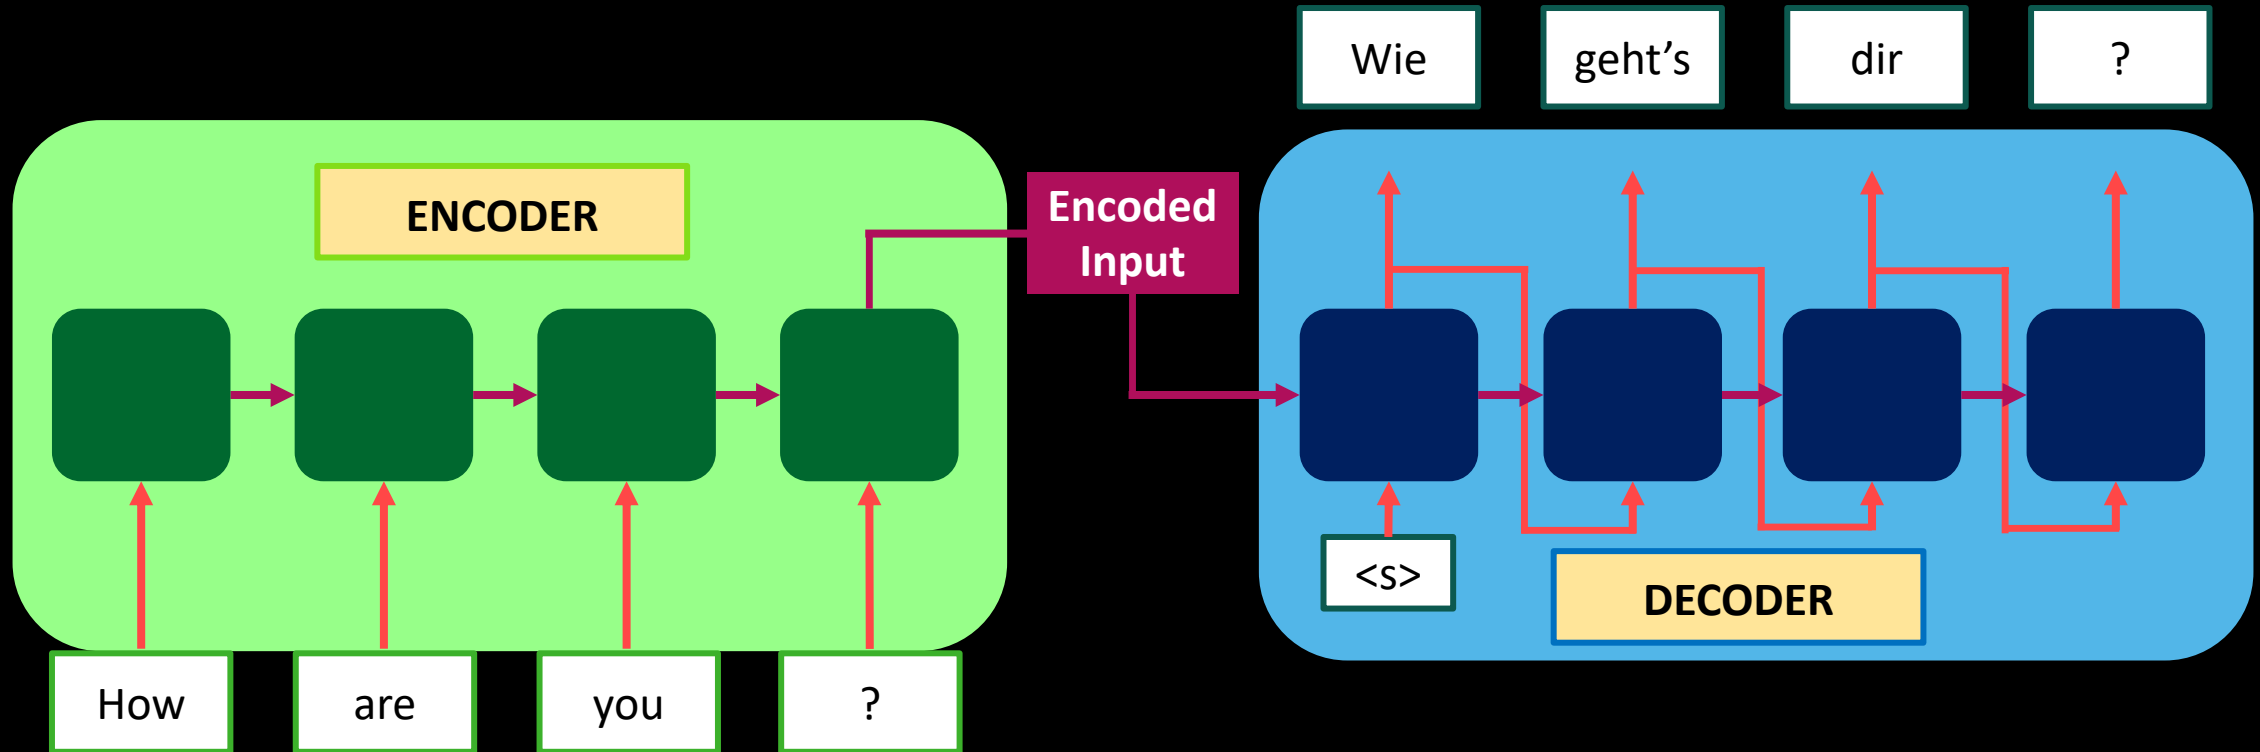 Wie geht’s dir ?
ENCODER
Encoded
Input
<s>
DECODER
How are you ?